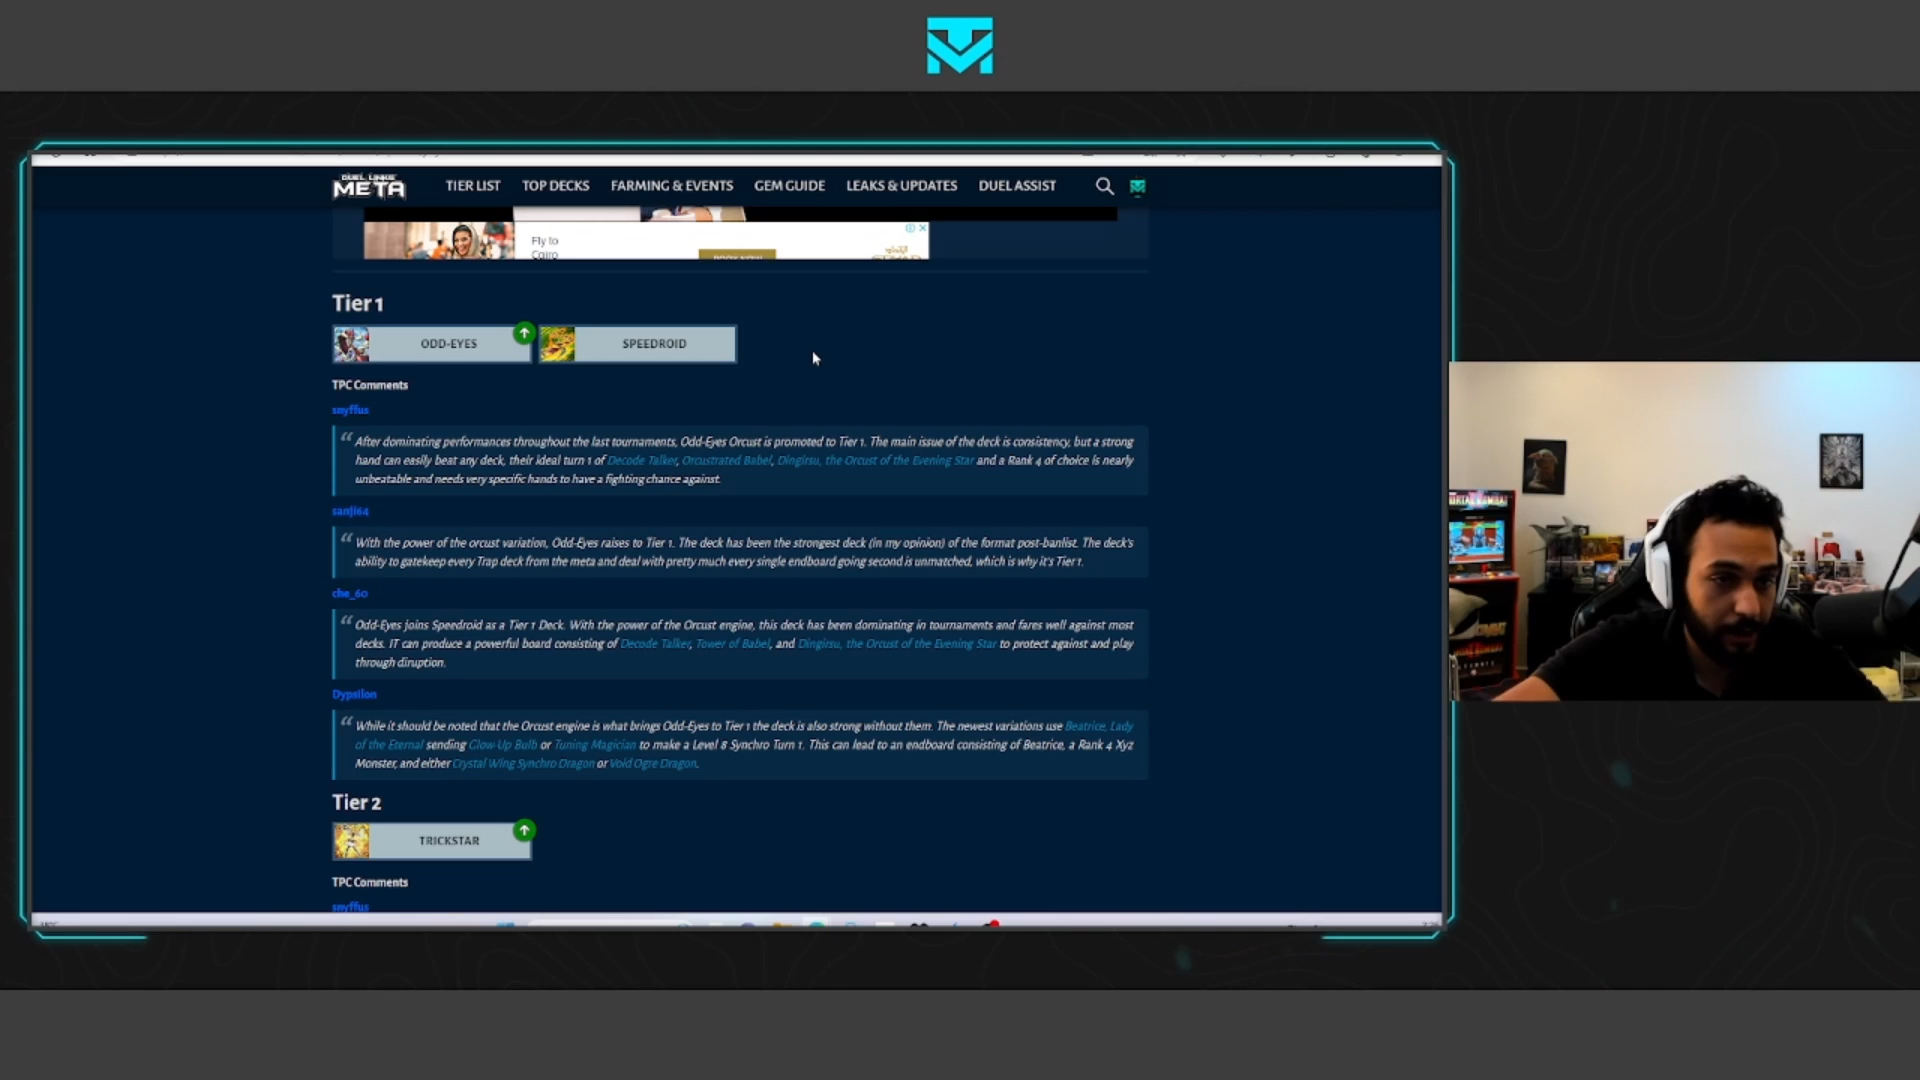 DUEL LINKS
META
TIER LIST
TOP DECKS
FARMING & EVENTS
GEM GUIDE
LEAKS & UPDATES
DUEL ASSIST
Fly to
Cairo
BOOK NOW
Tier 1
ODD-EYES
SPEEDROID
TPC Comments
snyffus
“ After dominating performances throughout the last tournaments, Odd-Eyes Orcust is promoted to Tier 1. The main issue of the deck is consistency, but a strong
hand can easily beat any deck, their ideal turn 1 of Decode Talker, Orcustrated Babel, Dingirsu, the Orcust of the Evening Star and a Rank 4 of choice is nearly
unbeatable and needs very specific hands to have a fighting chance against.
sanji64
“ With the power of the orcust variation, Odd-Eyes raises to Tier 1. The deck has been the strongest deck (in my opinion) of the format post-banlist. The deck's
ability to gatekeep every Trap deck from the meta and deal with pretty much every single endboard going second is unmatched, which is why it's Tier 1.
che_60
“ Odd-Eyes joins Speedroid as a Tier 1 Deck. With the power of the Orcust engine, this deck has been dominating in tournaments and fares well against most
decks. IT can produce a powerful board consisting of Decode Talker, Tower of Babel, and Dingirsu, the Orcust of the Evening Star to protect against and play
through diruption.
Dypsilon
“ While it should be noted that the Orcust engine is what brings Odd-Eyes to Tier 1 the deck is also strong without them. The newest variations use Beatrice, Lady
of the Eternal sending Glow-Up Bulb or Tuning Magician to make a Level 8 Synchro Turn 1. This can lead to an endboard consisting of Beatrice, a Rank 4 Xyz
Monster, and either Crystal Wing Synchro Dragon or Void Ogre Dragon.
Tier 2
TRICKSTAR
TPC Comments
snyffus